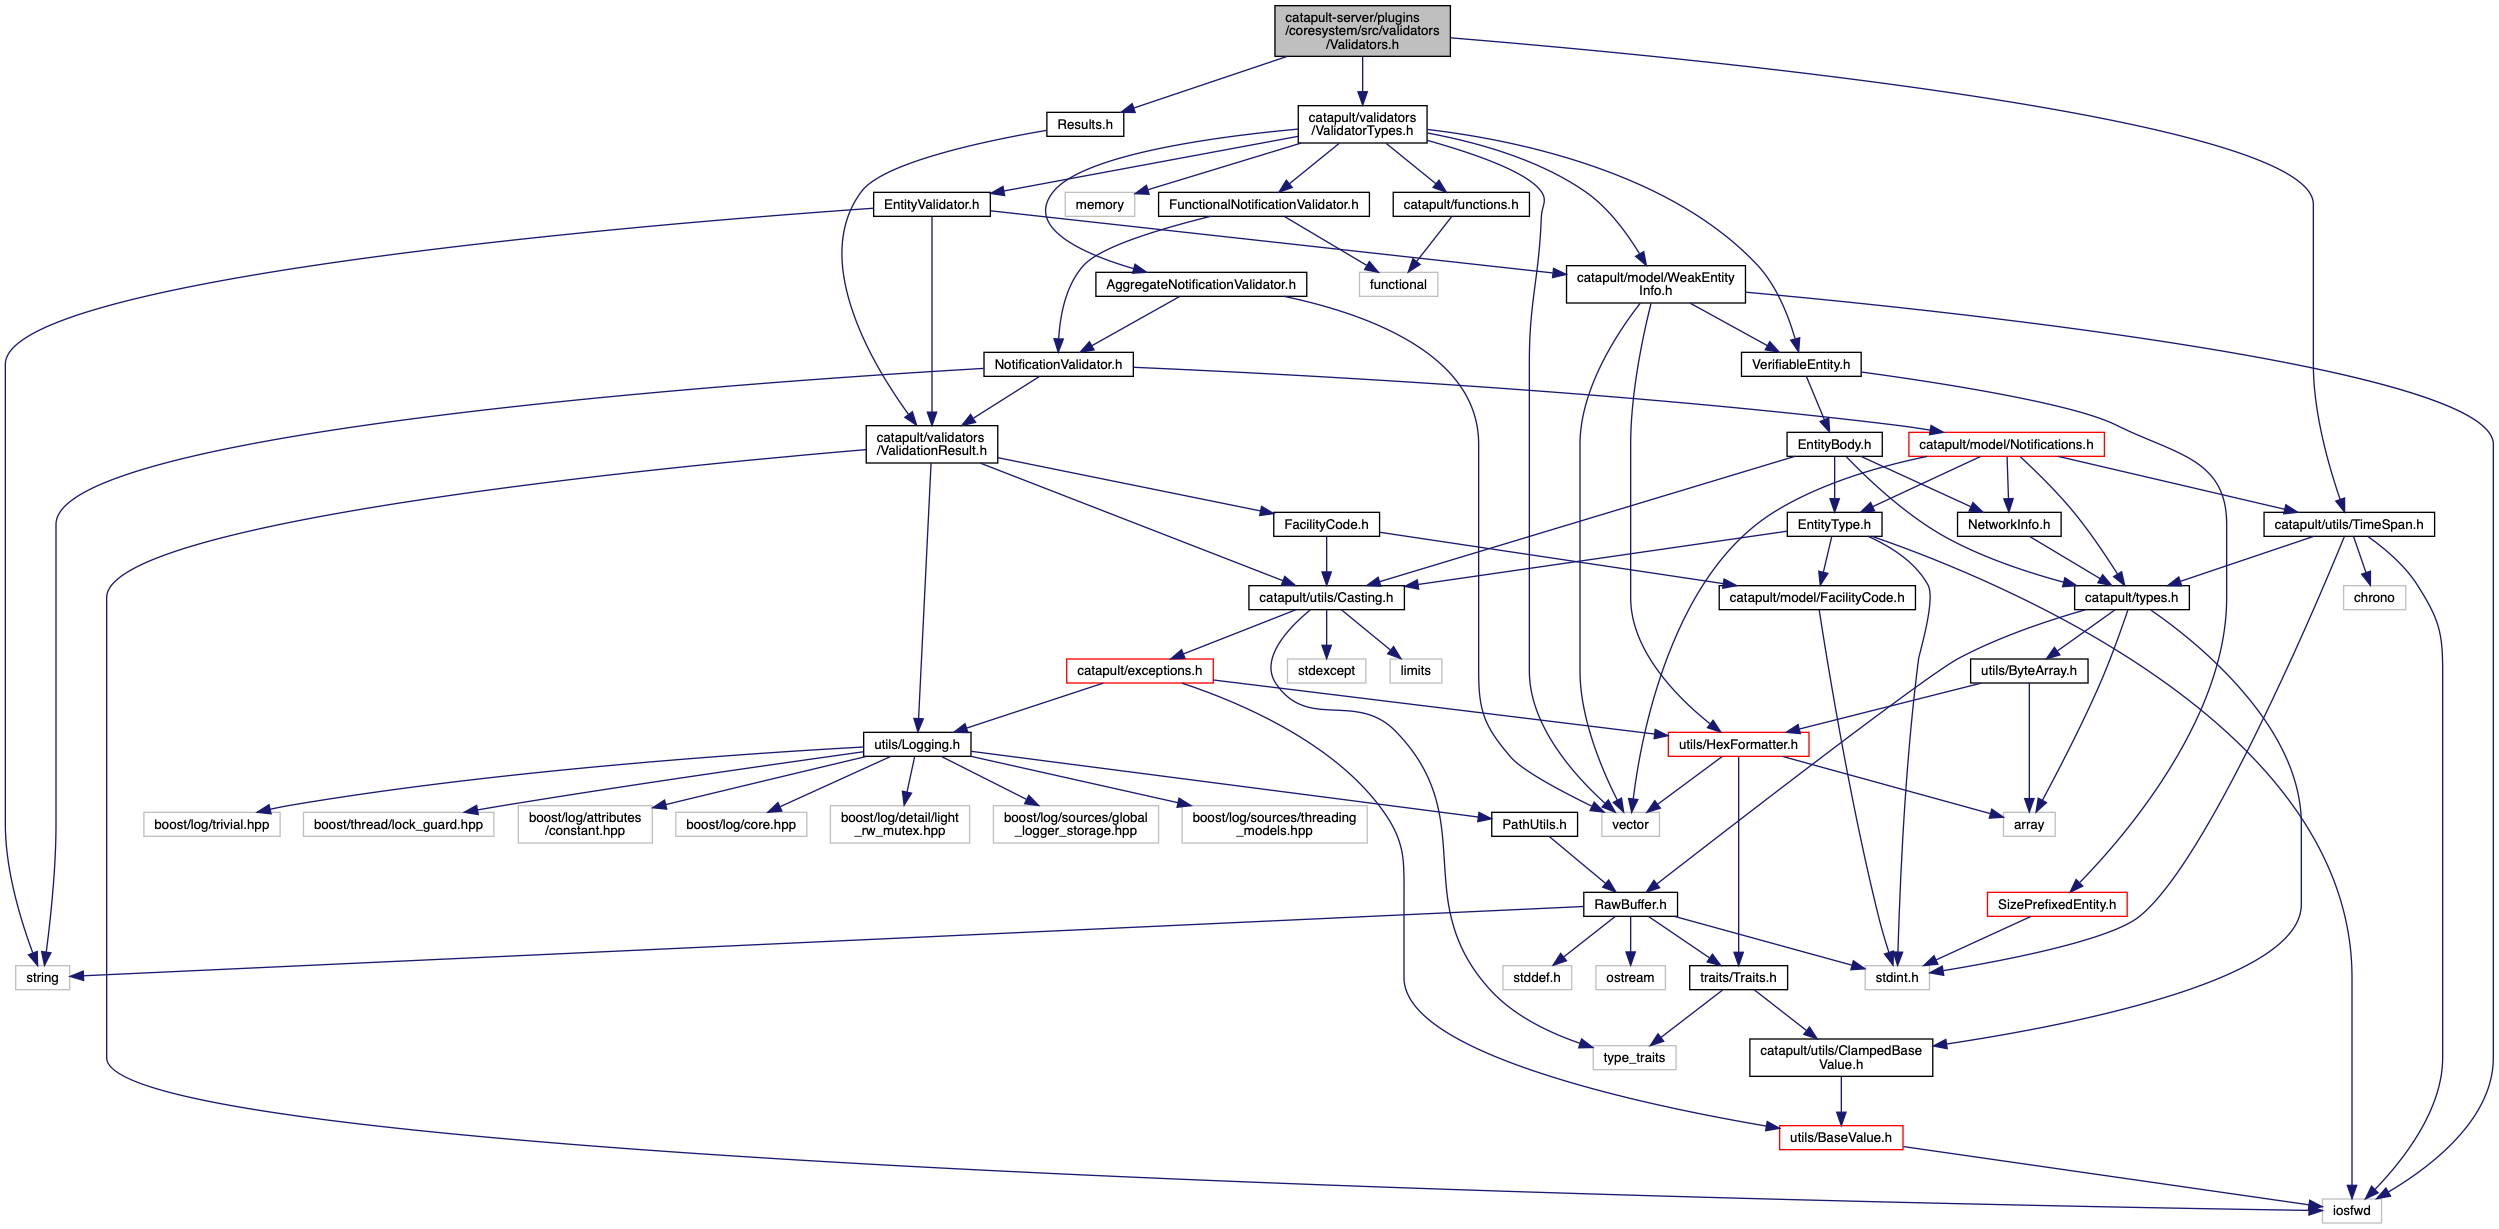 catapult-server/plugins
/coresystem/src/validators
/Validators.h
Results.h
catapult/validators
/ValidatorTypes.h
EntityValidator.h
memory
FunctionalNotificationValidator.h
catapult/functions.h
AggregateNotificationValidator.h
functional
catapult/model/WeakEntity
Info.h
NotificationValidator.h
VerifiableEntity.h
catapult/validators
/ValidationResult.h
EntityBody.h
catapult/model/Notifications.h
FacilityCode.h
EntityType.h
NetworkInfo.h
catapult/utils/TimeSpan.h
catapult/utils/Casting.h
catapult/model/FacilityCode.h
catapult/types.h
chrono
catapult/exceptions.h
stdexcept
limits
utils/ByteArray.h
utils/Logging.h
utils/HexFormatter.h
boost/log/trivial.hpp
boost/thread/lock_guard.hpp
boost/log/attributes
/constant.hpp
boost/log/core.hpp
boost/log/detail/light
_rw_mutex.hpp
boost/log/sources/global
_logger_storage.hpp
boost/log/sources/threading
_models.hpp
PathUtils.h
vector
array
RawBuffer.h
SizePrefixedEntity.h
string
stddef.h
ostream
traits/Traits.h
stdint.h
type_traits
catapult/utils/ClampedBase
Value.h
utils/BaseValue.h
iosfwd